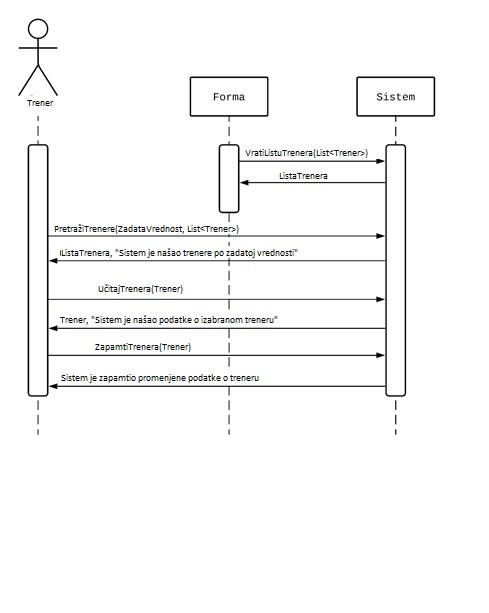 Trener
Forma
Sistem
VratiListuTrenera(List<Trener>)
ListaTrenera
PretražiTrenere(ZadataVrednost, List<Trener>)
IListaTrenera, "Sistem je našao trenere po zadatoj vrednosti"
UčitajTrenera(Trener)
Trener, "Sistem je našao podatke o izabranom treneru"
ZapamtiTrenera(Trener)
Sistem je zapamtio promenjene podatke o treneru